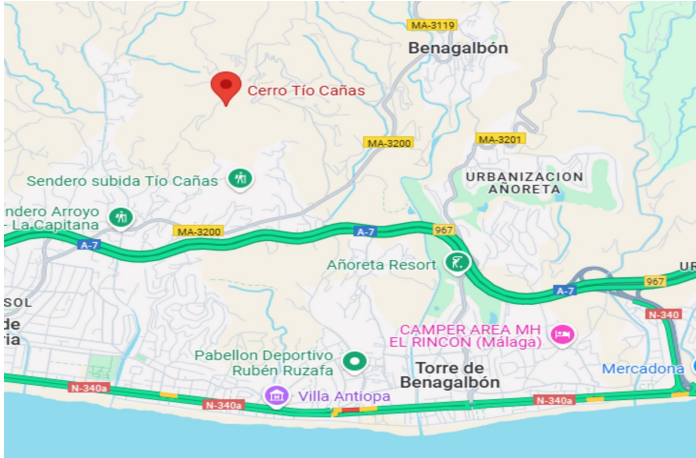 MA-3119
Benagalbón
Cerro Tío Cañas
MA-3200
MA-3201
Sendero subida Tío Cañas
URBANIZACION
AÑORETA
ndero Arroyo
- La Capitana
MA-3200
A-7
967
A-7
Añoreta Resort
UR
967
A-7
SOL
de
ria
N-340
CAMPER AREA MH
EL RINCON (Málaga)
Pabellon Deportivo
Rubén Ruzafa
Torre de
Benagalbón
Mercadona
N-340a
Villa Antiopa
N-340a
N-340a